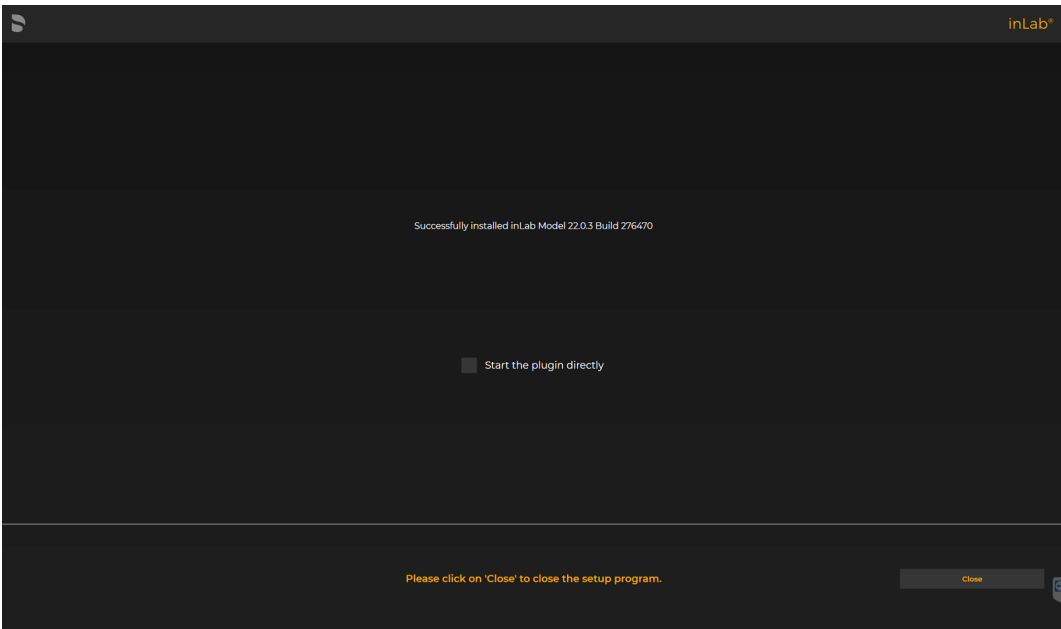 inLab®
Successfully installed inLab Model 22.0.3 Build 276470
Start the plugin directly
Please click on 'Close' to close the setup program.
Close